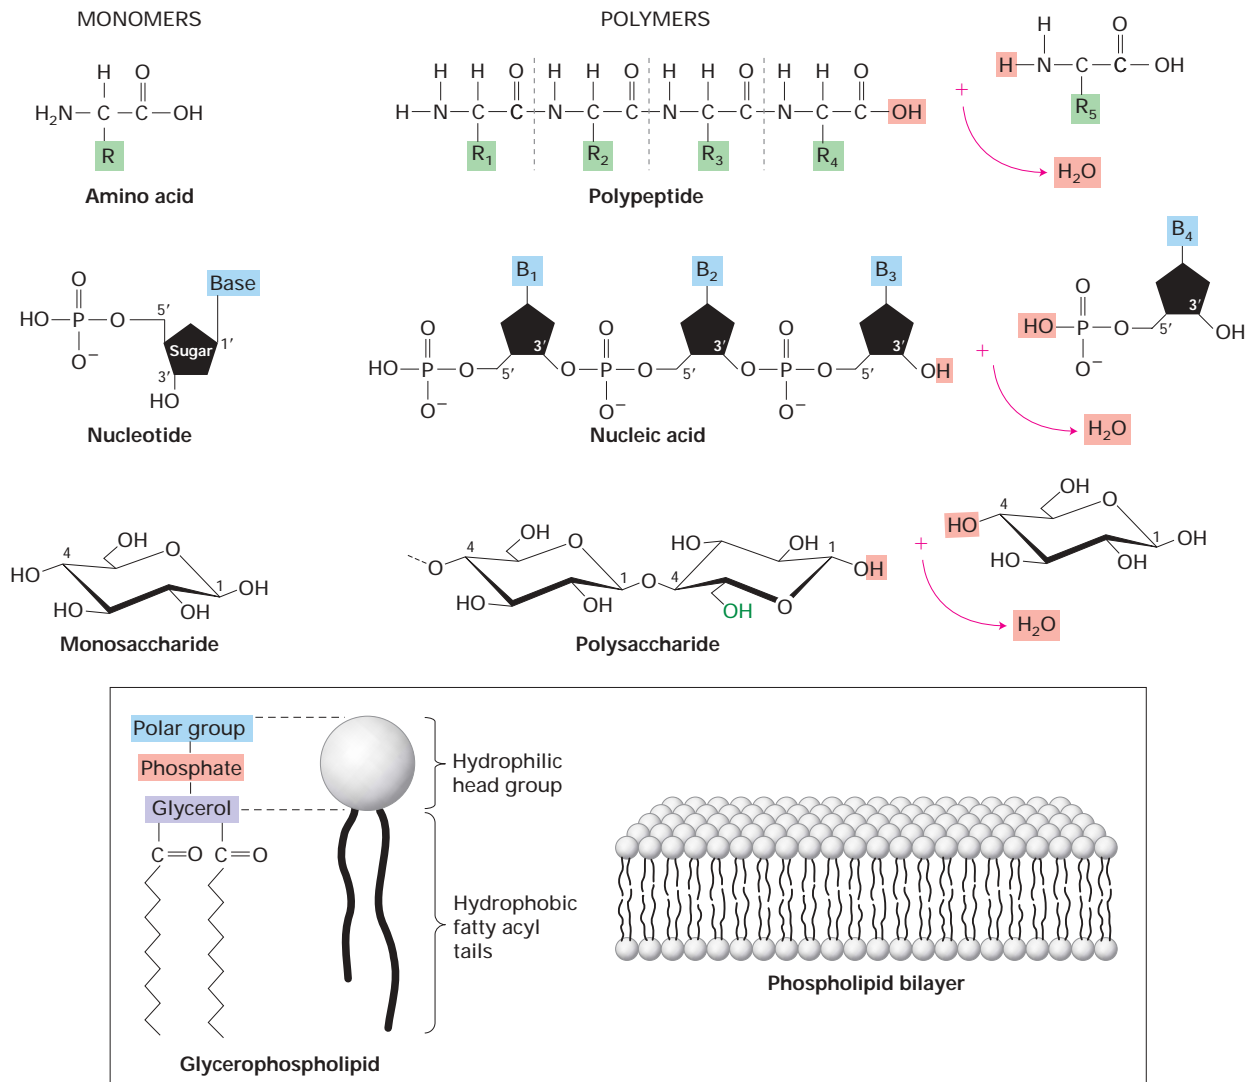 MONOMERS
POLYMERS
H O
H₂N—C—C—OH
R
Amino acid
H H O H H O H H O H H O
H—N—C—C—N—C—C—N—C—C—N—C—C—OH
R₁ R₂ R₃ R₄
Polypeptide
+
H O
H—N—C—C—OH
R₅
H₂O
O
HO—P—O
O⁻
5′
Base
Sugar
1′
3′
HO
Nucleotide
B₁ B₂ B₃
3′ 3′ 3′
O O O
HO—P—O 5′ O—P—O 5′ O—P—O 5′ OH
O⁻ O⁻ O⁻
Nucleic acid
+
B₄
O
HO—P—O 5′ 3′ OH
O⁻
H₂O
4 OH O
HO 1 OH
HO OH
Monosaccharide
4 OH O HO OH 1
O 1 O 4 OH
HO HO OH OH O
Polysaccharide
+
OH O
4 HO 1 OH
HO HO OH
H₂O
Polar group
Phosphate
Glycerol
C=O C=O
Glycerophospholipid
Hydrophilic
head group
Hydrophobic
fatty acyl
tails
Phospholipid bilayer